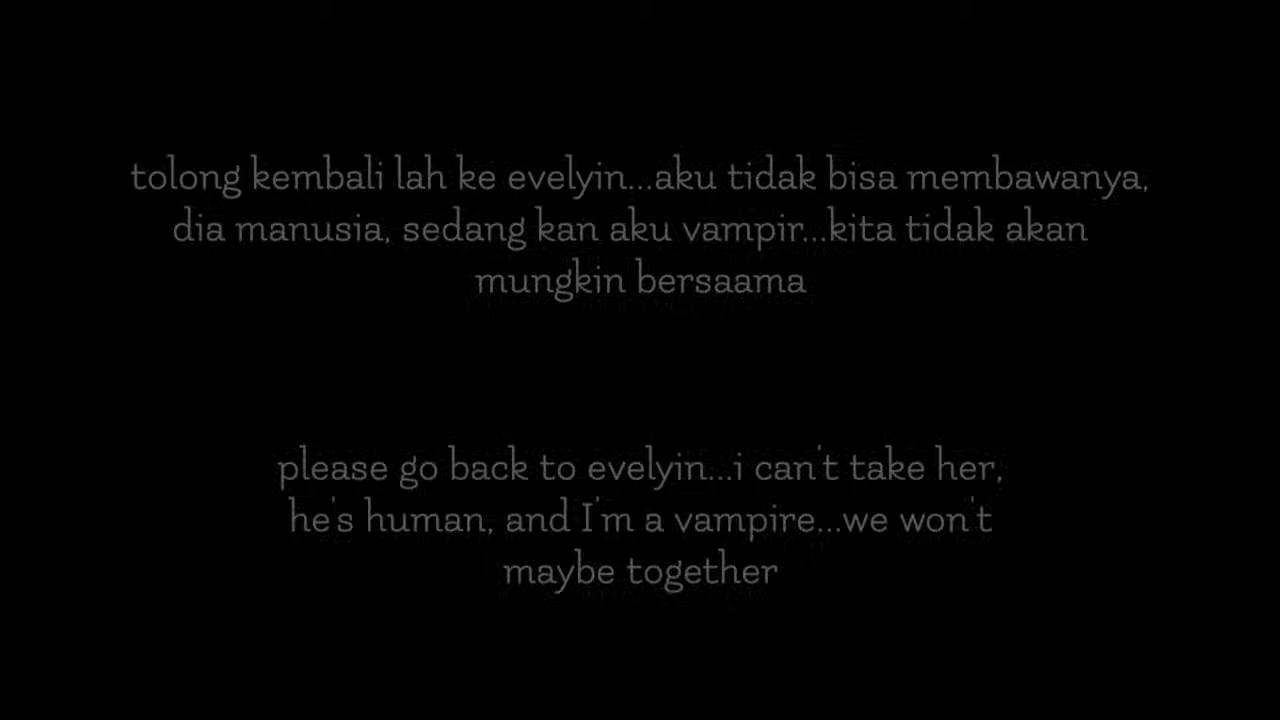 tolong kembali lah ke evelyin...aku tidak bisa membawanya,
dia manusia, sedang kan aku vampir...kita tidak akan
mungkin bersaama
please go back to evelyin...i can't take her,
he's human, and I'm a vampire...we won't
maybe together